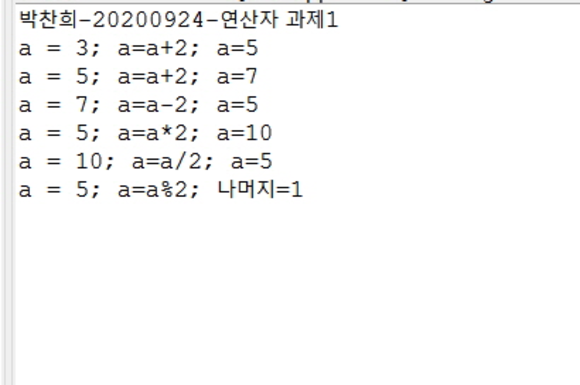 박찬희-20200924-연산자 과제1
a = 3; a=a+2; a=5
a = 5; a=a+2; a=7
a = 7; a=a-2; a=5
a = 5; a=a*2; a=10
a = 10; a=a/2; a=5
a = 5; a=a%2; 나머지=1